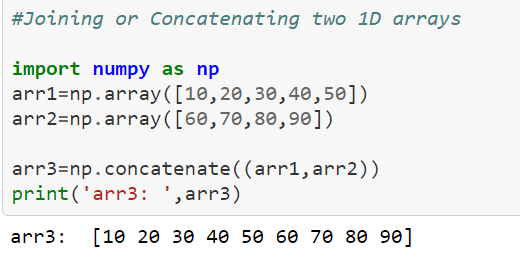 #Joining or Concatenating two 1D arrays
import numpy as np
arr1=np.array([10,20,30,40,50])
arr2=np.array([60,70,80,90])
arr3=np.concatenate((arr1,arr2))
print('arr3: ',arr3)
arr3:  [10 20 30 40 50 60 70 80 90]